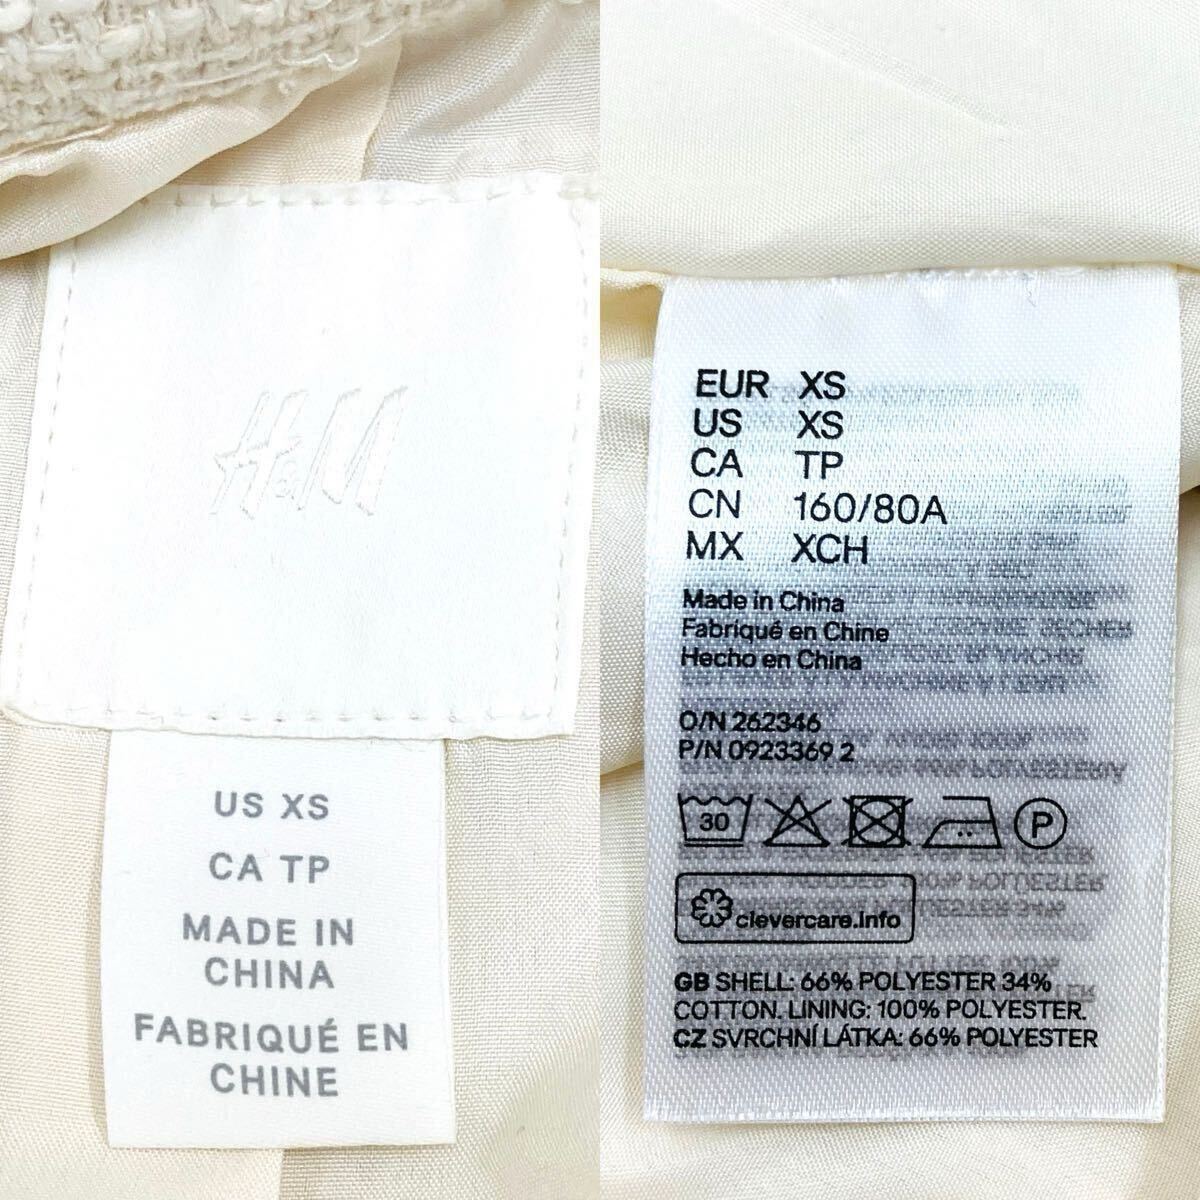 H&M
US XS
CA TP
MADE IN
CHINA
FABRIQUÉ EN
CHINE
EUR XS
US XS
CA TP
CN 160/80A
MX XCH
Made in China
Fabriqué en Chine
Hecho en China
O/N 262346
P/N 0923369 2
30
P
clevercare.info
GB SHELL: 66% POLYESTER 34%
COTTON. LINING: 100% POLYESTER.
CZ SVRCHNÍ LÁTKA: 66% POLYESTER